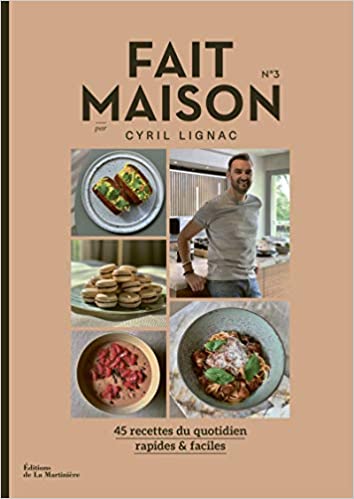 FAIT
N°3
MAISON
par
CYRIL LIGNAC
45 recettes du quotidien
rapides & faciles
Éditions
de La Martinière